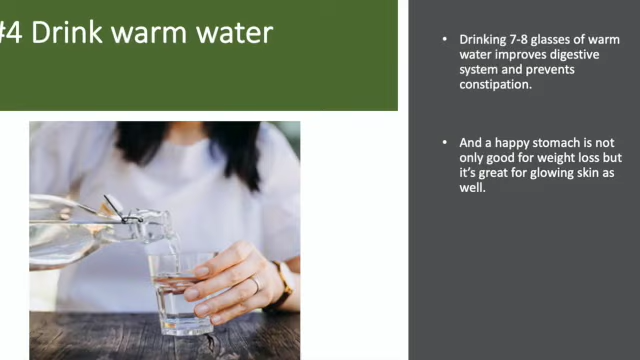 #4 Drink warm water
• Drinking 7-8 glasses of warm
water improves digestive
system and prevents
constipation.
• And a happy stomach is not
only good for weight loss but
it's great for glowing skin as
well.